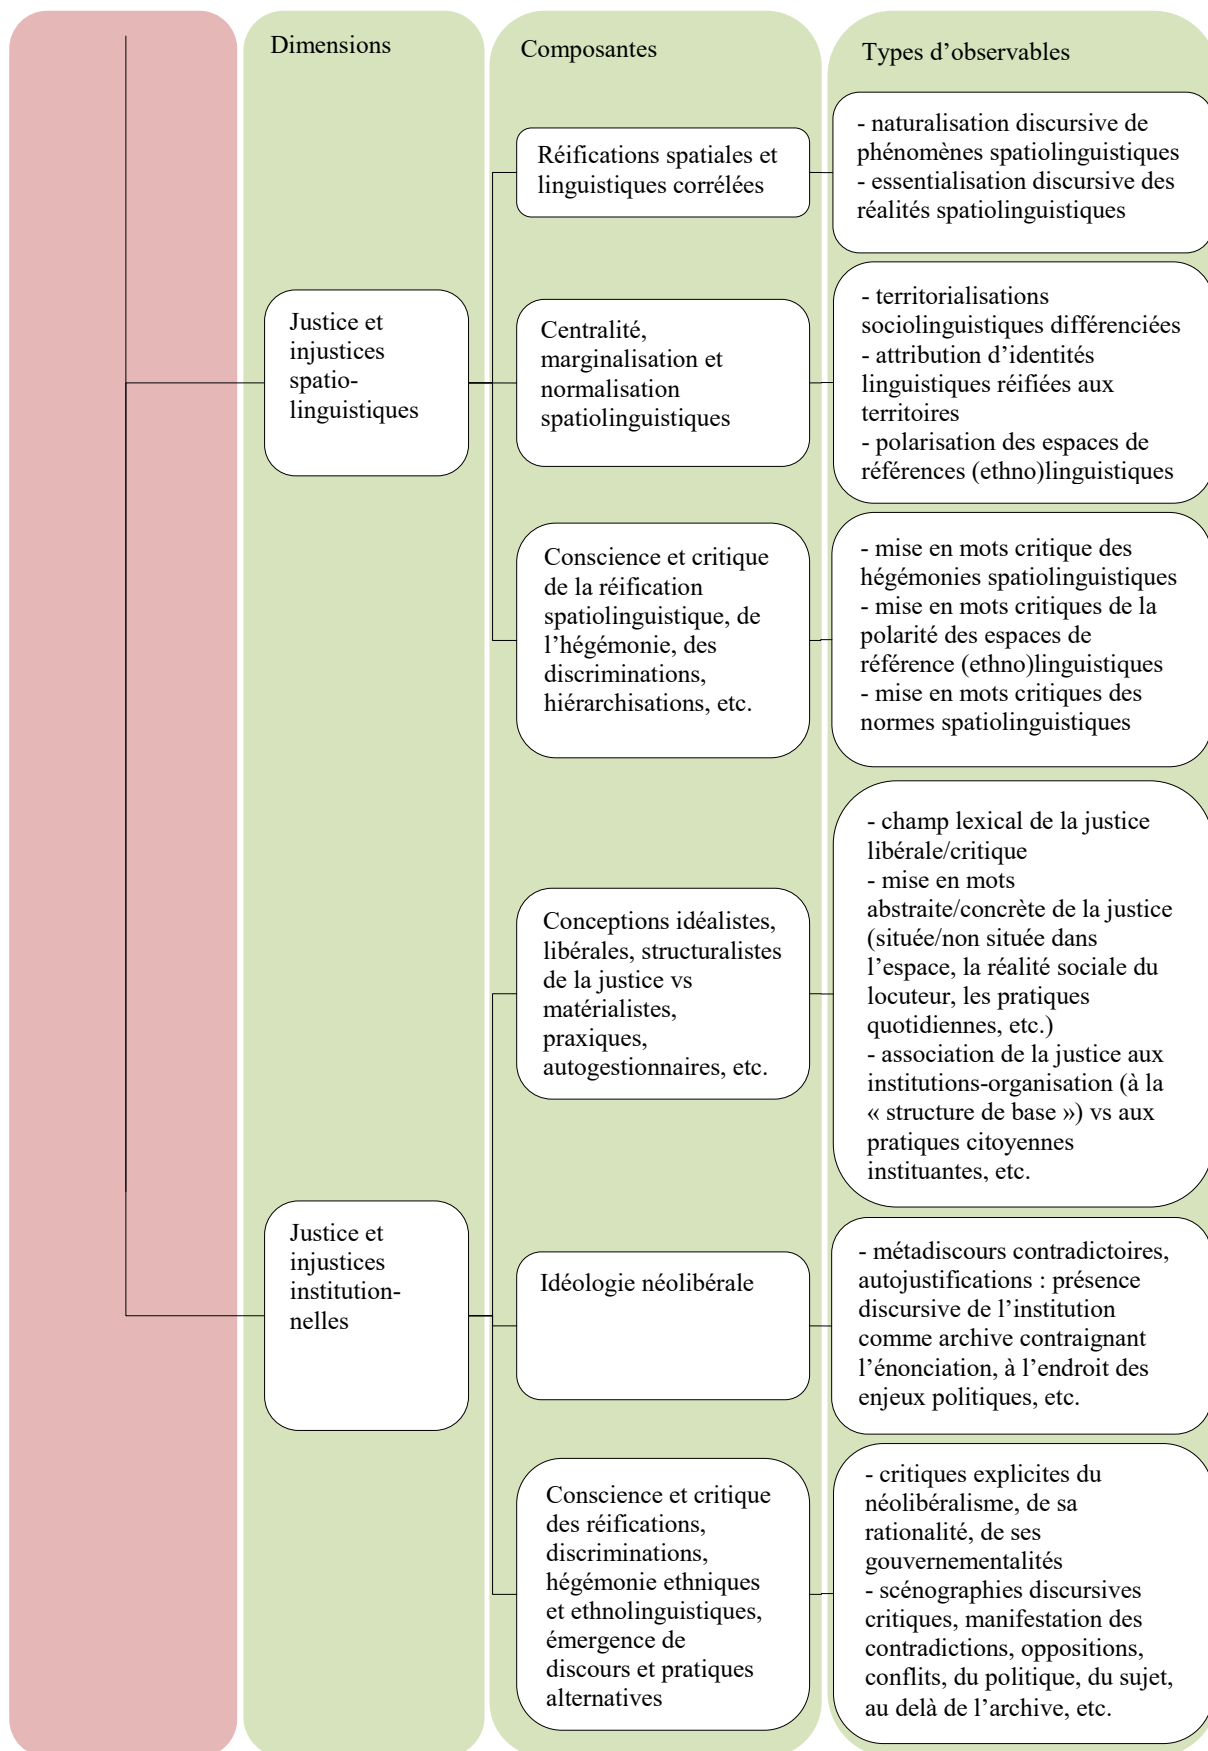 Dimensions
Composantes
Types d’observable
Réifications spatiales et
linguistiques corrélées
- naturalisation discursive de
phénomènes spatiolinguistiques
- essentialisation discursive des
réalités spatiolinguistiques
Justice et
injustices
spatio-
linguistiques
Centralité,
marginalisation et
normalisation
spatiolinguistiques
- territorialisations
sociolinguistiques différenciées
- attribution d’identités
linguistiques réifiées aux
territoires
- polarisation des espaces de
références (ethno)linguistiques
Conscience et critique
de la réification
spatiolinguistique, de
l’hégémonie, des
discriminations,
hiérarchisations, etc.
- mise en mots critique des
hégémonies spatiolinguistiques
- mise en mots critiques de la
polarité des espaces de
référence (ethno)linguistiques
- mise en mots critiques des
normes spatiolinguistiques
Conceptions idéalistes,
libérales, structuralistes
de la justice vs
matérialistes,
praxiques,
autogestionnaires, etc.
- champ lexical de la justice
libérale/critique
- mise en mots
abstraite/concrète de la justice
(située/non située dans
l’espace, la réalité sociale du
locuteur, les pratiques
quotidiennes, etc.)
- association de la justice aux
institutions-organisation (à la
« structure de base ») vs aux
pratiques citoyennes
instituantes, etc.
Justice et
injustices
institution-
nelles
Idéologie néolibérale
- métadiscours contradictoires,
autojustifications : présence
discursive de l’institution
comme archive contraignant
l’énonciation, à l’endroit des
enjeux politiques, etc.
Conscience et critique
des réifications,
discriminations,
hégémonie ethniques
et ethnolinguistiques,
émergence de
discours et pratiques
alternatives
- critiques explicites du
néolibéralisme, de sa
rationalité, de ses
gouvernementalités
- scénographies discursives
critiques, manifestation des
contradictions, oppositions,
conflits, du politique, du sujet,
au delà de l’archive, etc.